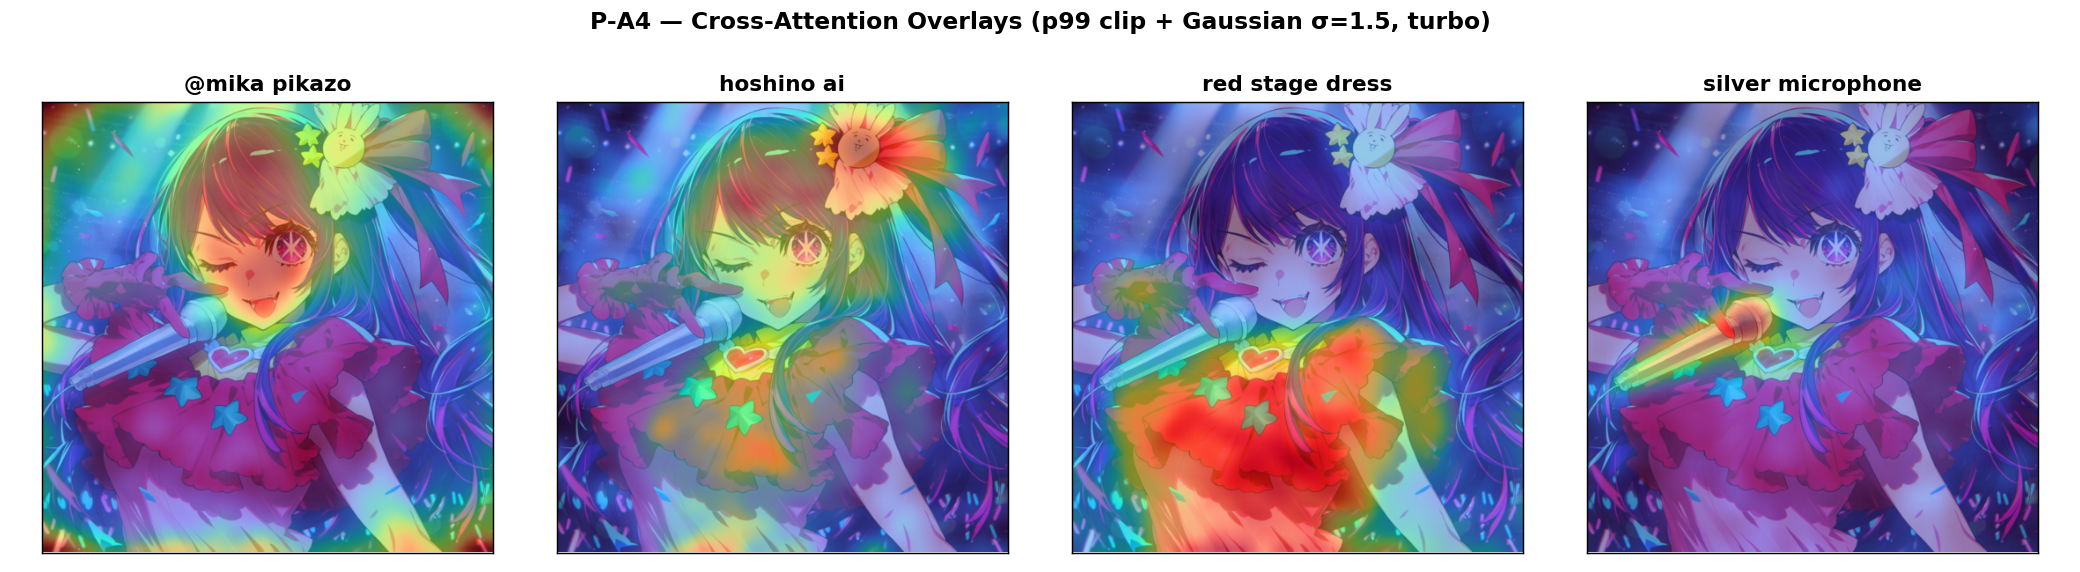 P-A4 — Cross-Attention Overlays (p99 clip + Gaussian σ=1.5, turbo)
@mika pikazo
hoshino ai
red stage dress
silver microphone